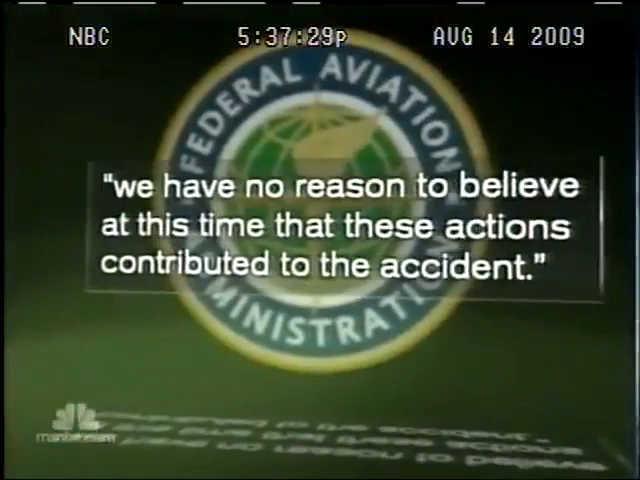 NBC 5:37:29p AUG 14 2009
FEDERAL AVIATION
"we have no reason to believe
at this time that these actions
contributed to the accident."
MINISTRATI